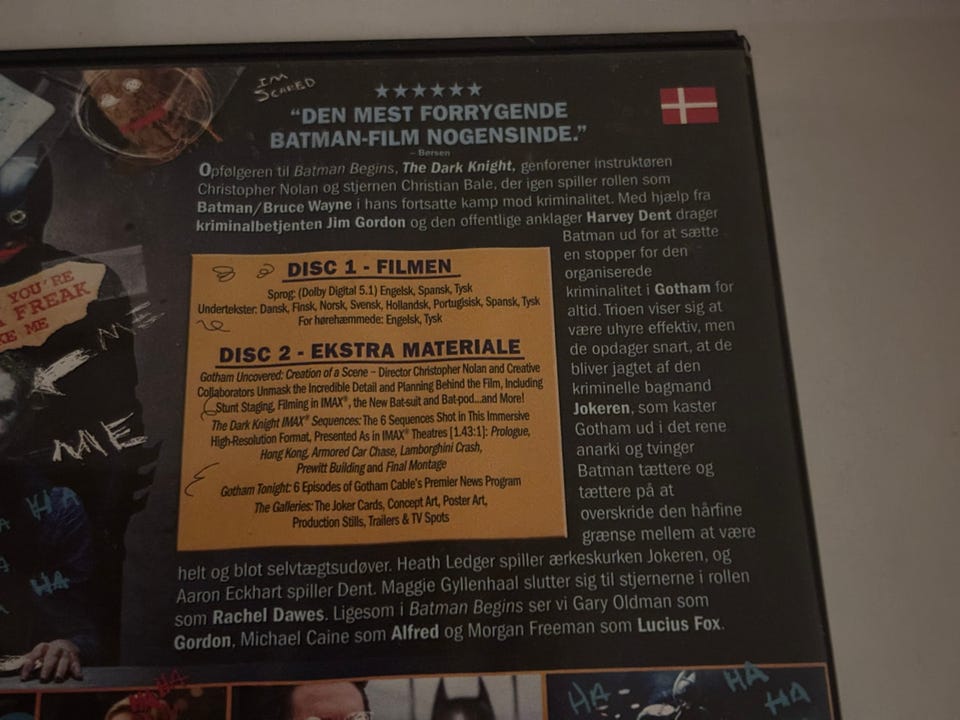 I'M
SCARED
★★★★★★
"DEN MEST FORRYGENDE
BATMAN-FILM NOGENSINDE."
– Børsen
Opfølgeren til Batman Begins, The Dark Knight, genforener instruktøren
Christopher Nolan og stjernen Christian Bale, der igen spiller rollen som
Batman/Bruce Wayne i hans fortsatte kamp mod kriminalitet. Med hjælp fra
kriminalbetjenten Jim Gordon og den offentlige anklager Harvey Dent drager
Batman ud for at sætte
en stopper for den
organiserede
kriminalitet i Gotham for
altid. Trioen viser sig at
være uhyre effektiv, men
de opdager snart, at de
bliver jagtet af den
kriminelle bagmand
Jokeren, som kaster
Gotham ud i det rene
anarki og tvinger
Batman tættere og
tættere på at
overskride den hårfine
grænse mellem at være
helt og blot selvtægtsudøver. Heath Ledger spiller ærkeskurken Jokeren, og
Aaron Eckhart spiller Dent. Maggie Gyllenhaal slutter sig til stjernerne i rollen
som Rachel Dawes. Ligesom i Batman Begins ser vi Gary Oldman som
Gordon, Michael Caine som Alfred og Morgan Freeman som Lucius Fox.
DISC 1 - FILMEN
Sprog: (Dolby Digital 5.1) Engelsk, Spansk, Tysk
Undertekster: Dansk, Finsk, Norsk, Svensk, Hollandsk, Portugisisk, Spansk, Tysk
For hørehæmmede: Engelsk, Tysk
DISC 2 - EKSTRA MATERIALE
Gotham Uncovered: Creation of a Scene – Director Christopher Nolan and Creative
Collaborators Unmask the Incredible Detail and Planning Behind the Film, Including
Stunt Staging, Filming in IMAX®, the New Bat-suit and Bat-pod...and More!
The Dark Knight IMAX® Sequences: The 6 Sequences Shot in This Immersive
High-Resolution Format, Presented As in IMAX® Theatres [1.43:1]: Prologue,
Hong Kong, Armored Car Chase, Lamborghini Crash,
Prewitt Building and Final Montage
Gotham Tonight: 6 Episodes of Gotham Cable's Premier News Program
The Galleries: The Joker Cards, Concept Art, Poster Art,
Production Stills, Trailers & TV Spots
YOU'RE
A FREAK
ME
ME
ME
HA
HA
HA
HA
HA
HA
HA
HA